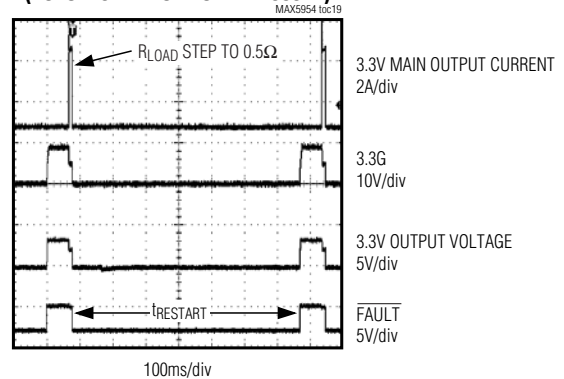 MAX5954 toc19
RLOAD STEP TO 0.5Ω
3.3V MAIN OUTPUT CURRENT
2A/div
3.3G
10V/div
3.3V OUTPUT VOLTAGE
5V/div
tRESTART
FAULT
5V/div
100ms/div